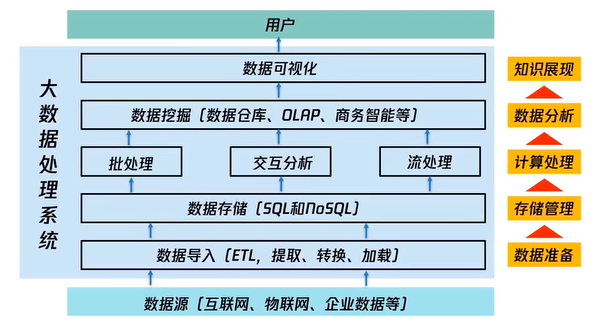 用户
大数据处理系统
数据可视化
知识展现
数据挖掘（数据仓库、OLAP、商务智能等）
数据分析
批处理
交互分析
流处理
计算处理
数据存储（SQL和NoSQL）
存储管理
数据导入（ETL，提取、转换、加载）
数据准备
数据源（互联网、物联网、企业数据等）